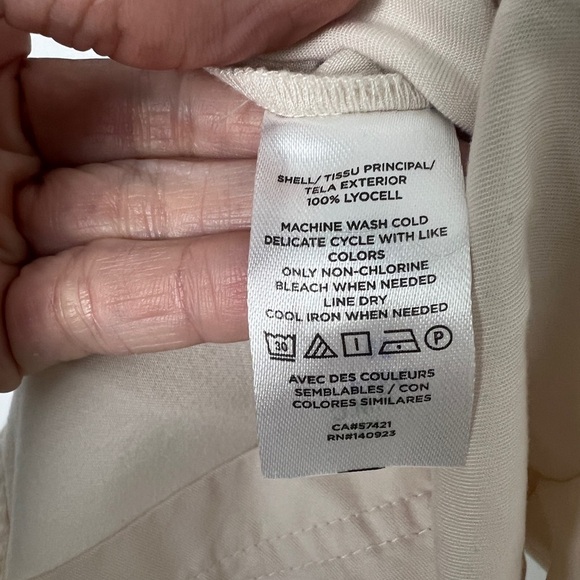 SHELL/ TISSU PRINCIPAL/
TELA EXTERIOR
100% LYOCELL
MACHINE WASH COLD
DELICATE CYCLE WITH LIKE
COLORS
ONLY NON-CHLORINE
BLEACH WHEN NEEDED
LINE DRY
COOL IRON WHEN NEEDED
30 P
AVEC DES COULEURS
SEMBLABLES / CON
COLORES SIMILARES
CA#57421
RN#140923